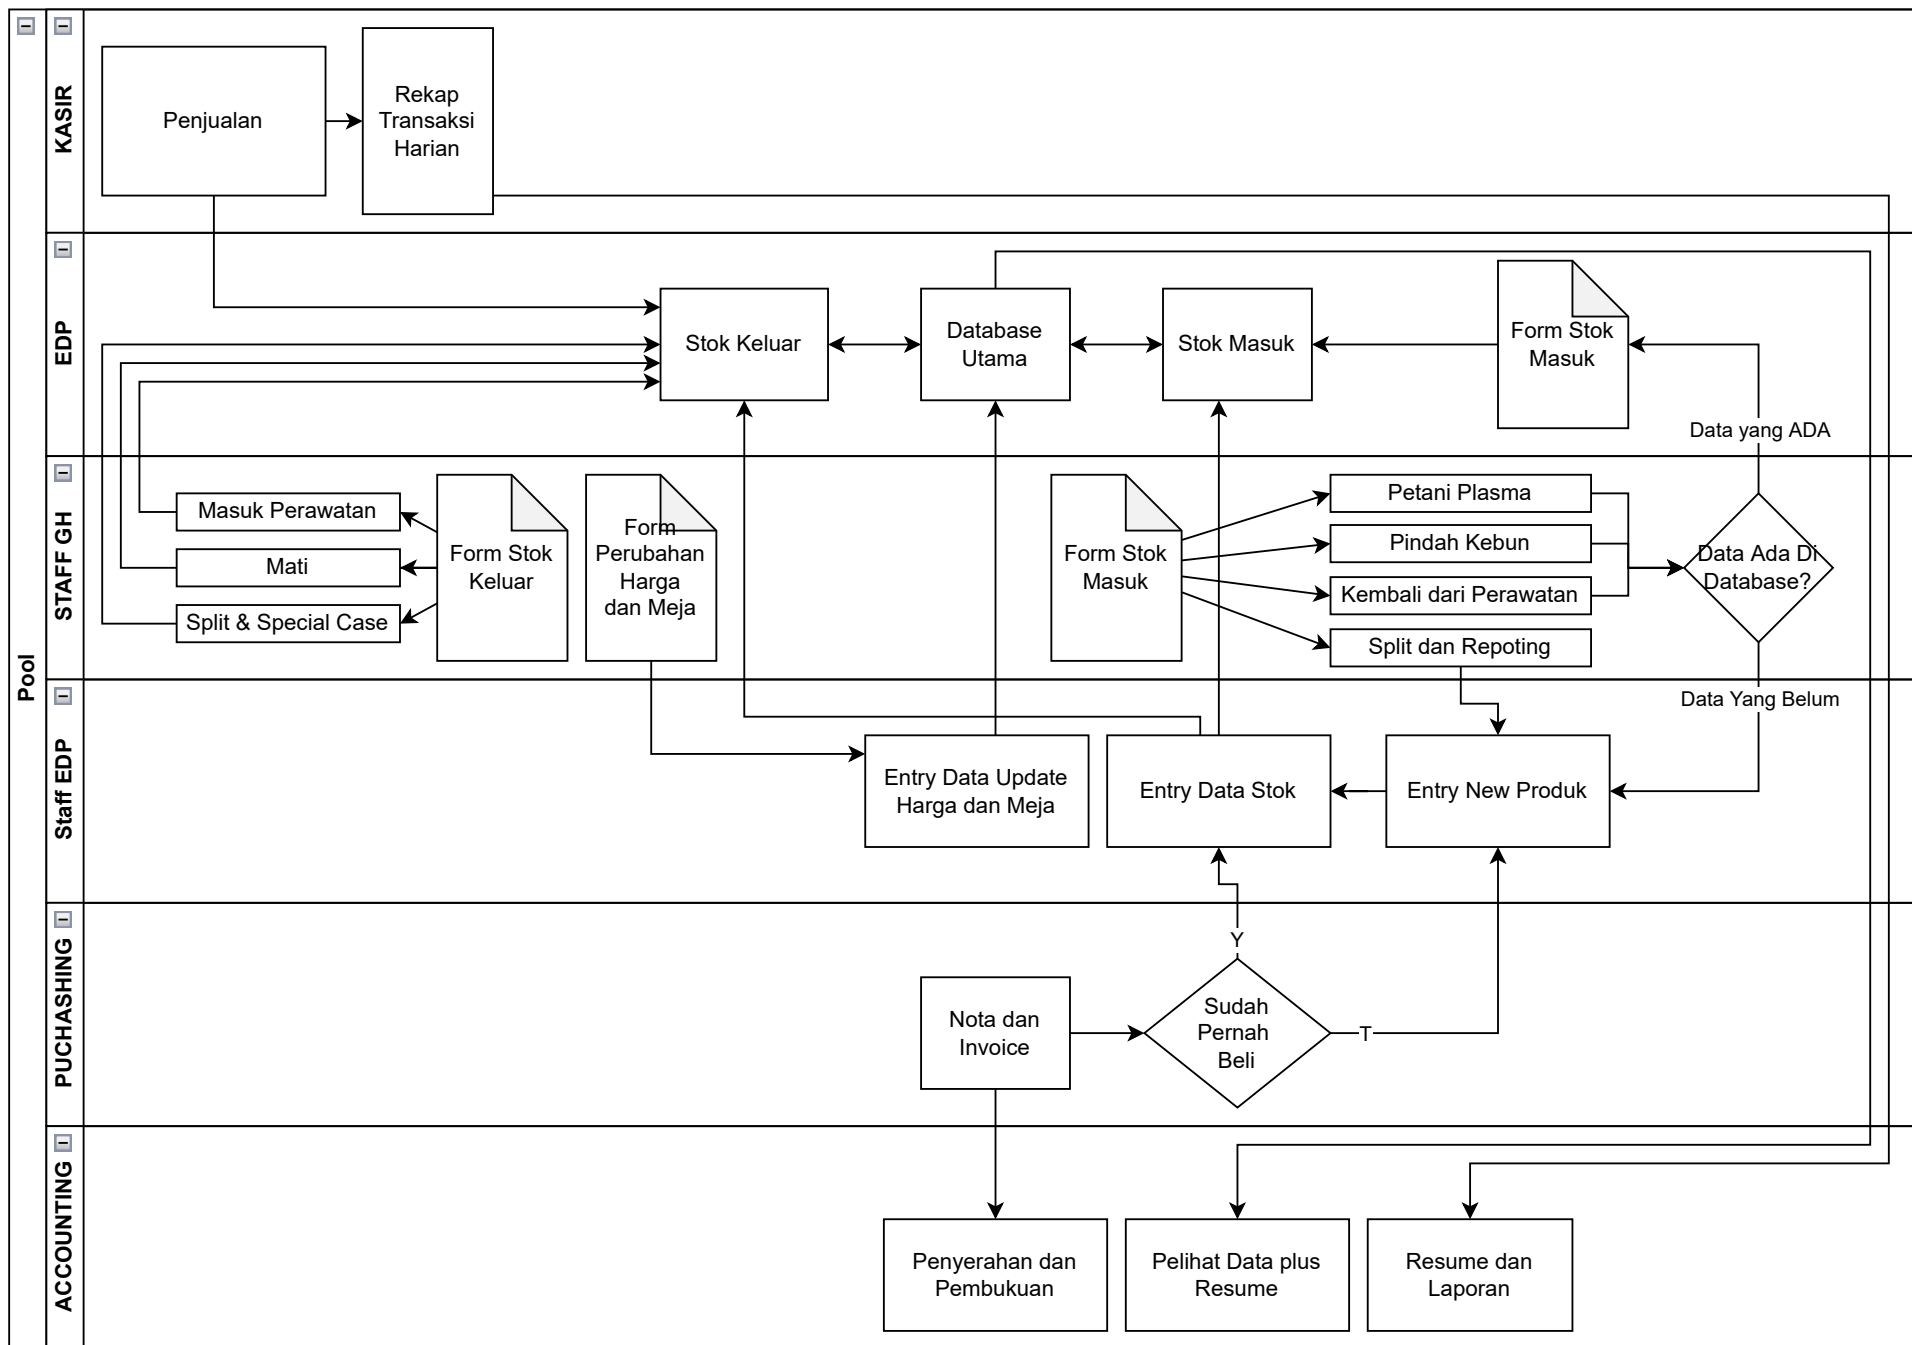 Pool
KASIR
Penjualan
Rekap
Transaksi
Harian
EDP
Stok Keluar
Database
Utama
Stok Masuk
Form Stok
Masuk
Data yang ADA
STAFF GH
Masuk Perawatan
Mati
Split & Special Case
Form Stok
Keluar
Form
Perubahan
Harga
dan Meja
Form Stok
Masuk
Petani Plasma
Pindah Kebun
Kembali dari Perawatan
Split dan Repoting
Data Ada Di
Database?
Data Yang Belum
Staff EDP
Entry Data Update
Harga dan Meja
Entry Data Stok
Entry New Produk
PUCHASHING
Y
Nota dan
Invoice
Sudah
Pernah
Beli
T
ACCOUNTING
Penyerahan dan
Pembukuan
Pelihat Data plus
Resume
Resume dan
Laporan